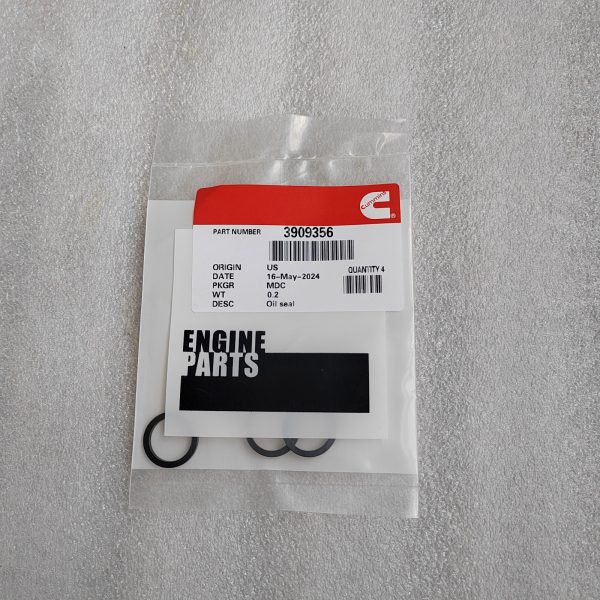 Cummins
®
PART NUMBER 3909356
ORIGIN US
DATE 16-May-2024
QUANTITY 4
PKGR MDC
WT 0.2
DESC Oil seal
ENGINE
PARTS